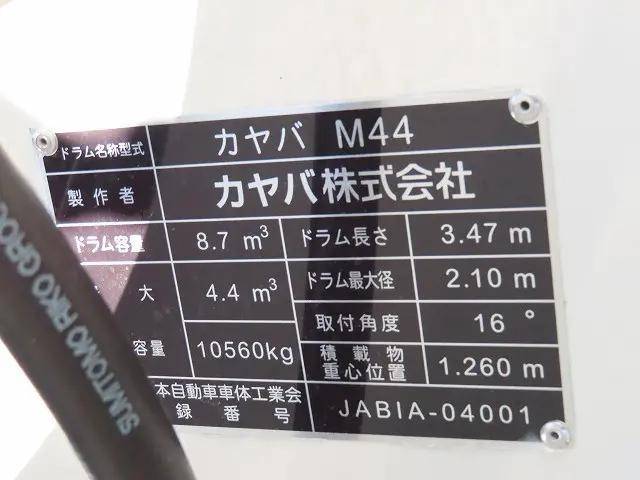 ドラム名称型式 カヤバ M44
製作者 カヤバ株式会社
ドラム容量 8.7 m³ ドラム長さ 3.47 m
大 4.4 m³ ドラム最大径 2.10 m
取付角度 16 °
容量 10560kg 積載物
重心位置 1.260 m
本自動車車体工業会
録番号 JABIA-04001
SUMITOMO RIKO GROU